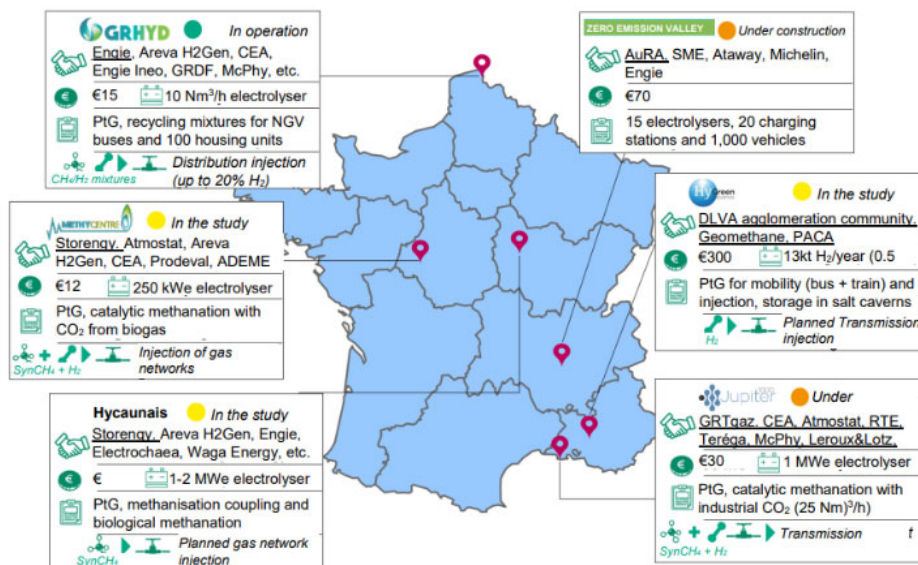 GRHYD In operation
Engie, Areva H2Gen, CEA,
Engie Ineo, GRDF, McPhy, etc.
€15 10 Nm³/h electrolyser
PtG, recycling mixtures for NGV
buses and 100 housing units
Distribution injection
(up to 20% H₂)
CH₄/H₂ mixtures
ZERO EMISSION VALLEY Under construction
AuRA, SME, Ataway, Michelin,
Engie
€70
15 electrolysers, 20 charging
stations and 1,000 vehicles
METHYCENTRE In the study
Storengy, Atmostat, Areva
H2Gen, CEA, Prodeval, ADEME
€12 250 kWe electrolyser
PtG, catalytic methanation with
CO₂ from biogas
Injection of gas
networks
SynCH₄ + H₂
HyGreen In the study
DLVA agglomeration community,
Geomethane, PACA
€300 13kt H₂/year (0.5
PtG for mobility (bus + train) and
injection, storage in salt caverns
Planned Transmission
injection
H₂
Hycaunais In the study
Storengy, Areva H2Gen, Engie,
Electrochaea, Waga Energy, etc.
€ 1-2 MWe electrolyser
PtG, methanisation coupling and
biological methanation
Planned gas network
injection
SynCH₄
Jupiter 1000 Under
GRTgaz, CEA, Atmostat, RTE,
Teréga, McPhy, Leroux&Lotz,
€30 1 MWe electrolyser
PtG, catalytic methanation with
industrial CO₂ (25 Nm)³/h)
Transmission t
SynCH₄ + H₂